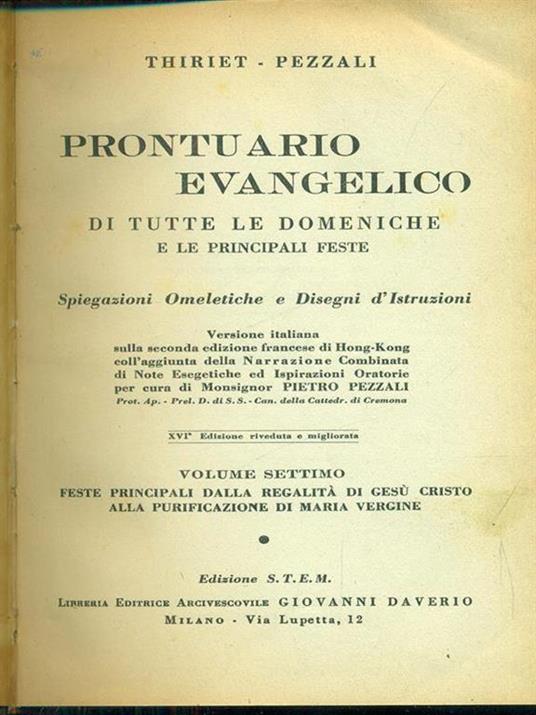 THIRIET - PEZZALI
PRONTUARIO
EVANGELICO
DI TUTTE LE DOMENICHE
E LE PRINCIPALI FESTE
Spiegazioni Omeletiche e Disegni d'Istruzioni
Versione italiana
sulla seconda edizione francese di Hong-Kong
coll'aggiunta della Narrazione Combinata
di Note Esegetiche ed Ispirazioni Oratorie
per cura di Monsignor PIETRO PEZZALI
Prot. Ap. - Prel. D. di S. S. - Can. della Cattedr. di Cremona
XVIª Edizione riveduta e migliorata
VOLUME SETTIMO
FESTE PRINCIPALI DALLA REGALITÀ DI GESÙ CRISTO
ALLA PURIFICAZIONE DI MARIA VERGINE
Edizione S.T.E.M.
LIBRERIA EDITRICE ARCIVESCOVILE GIOVANNI DAVERIO
MILANO - Via Lupetta, 12